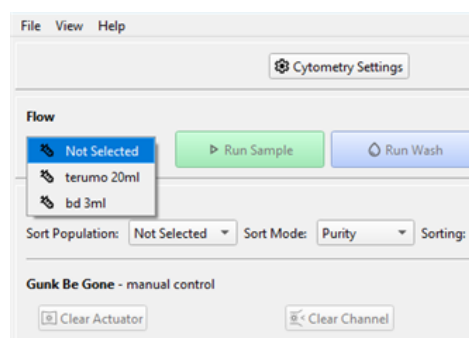 File View Help
Cytometry Settings
Flow
Not Selected
Run Sample
Run Wash
terumo 20ml
bd 3ml
Sort Population: Not Selected Sort Mode: Purity Sorting:
Gunk Be Gone - manual control
Clear Actuator
Clear Channel